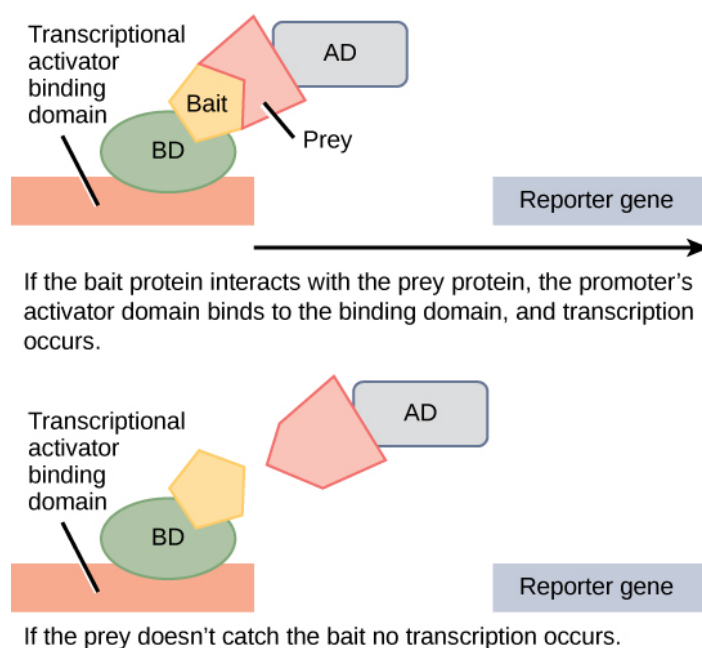 Transcriptional
activator
binding
domain
AD
Bait
BD
Prey
Reporter gene
If the bait protein interacts with the prey protein, the promoter's
activator domain binds to the binding domain, and transcription
occurs.
Transcriptional
activator
binding
domain
AD
BD
Reporter gene
If the prey doesn't catch the bait no transcription occurs.